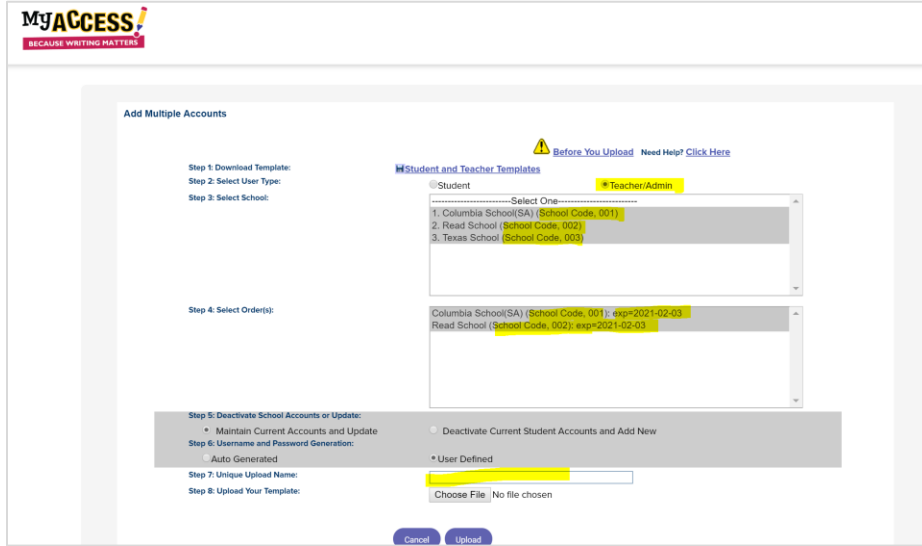 MYACCESS!
BECAUSE WRITING MATTERS
Add Multiple Accounts
Before You Upload Need Help? Click Here
Step 1: Download Template: Student and Teacher Templates
Step 2: Select User Type: Student Teacher/Admin
Step 3: Select School: -------------------------Select One-------------------------
1. Columbia School(SA) (School Code, 001)
2. Read School (School Code, 002)
3. Texas School (School Code, 003)
Step 4: Select Order(s): Columbia School(SA) (School Code, 001): exp=2021-02-03
Read School (School Code, 002): exp=2021-02-03
Step 5: Deactivate School Accounts or Update:
Maintain Current Accounts and Update Deactivate Current Student Accounts and Add New
Step 6: Username and Password Generation:
Auto Generated User Defined
Step 7: Unique Upload Name:
Step 8: Upload Your Template: Choose File No file chosen
Cancel Upload